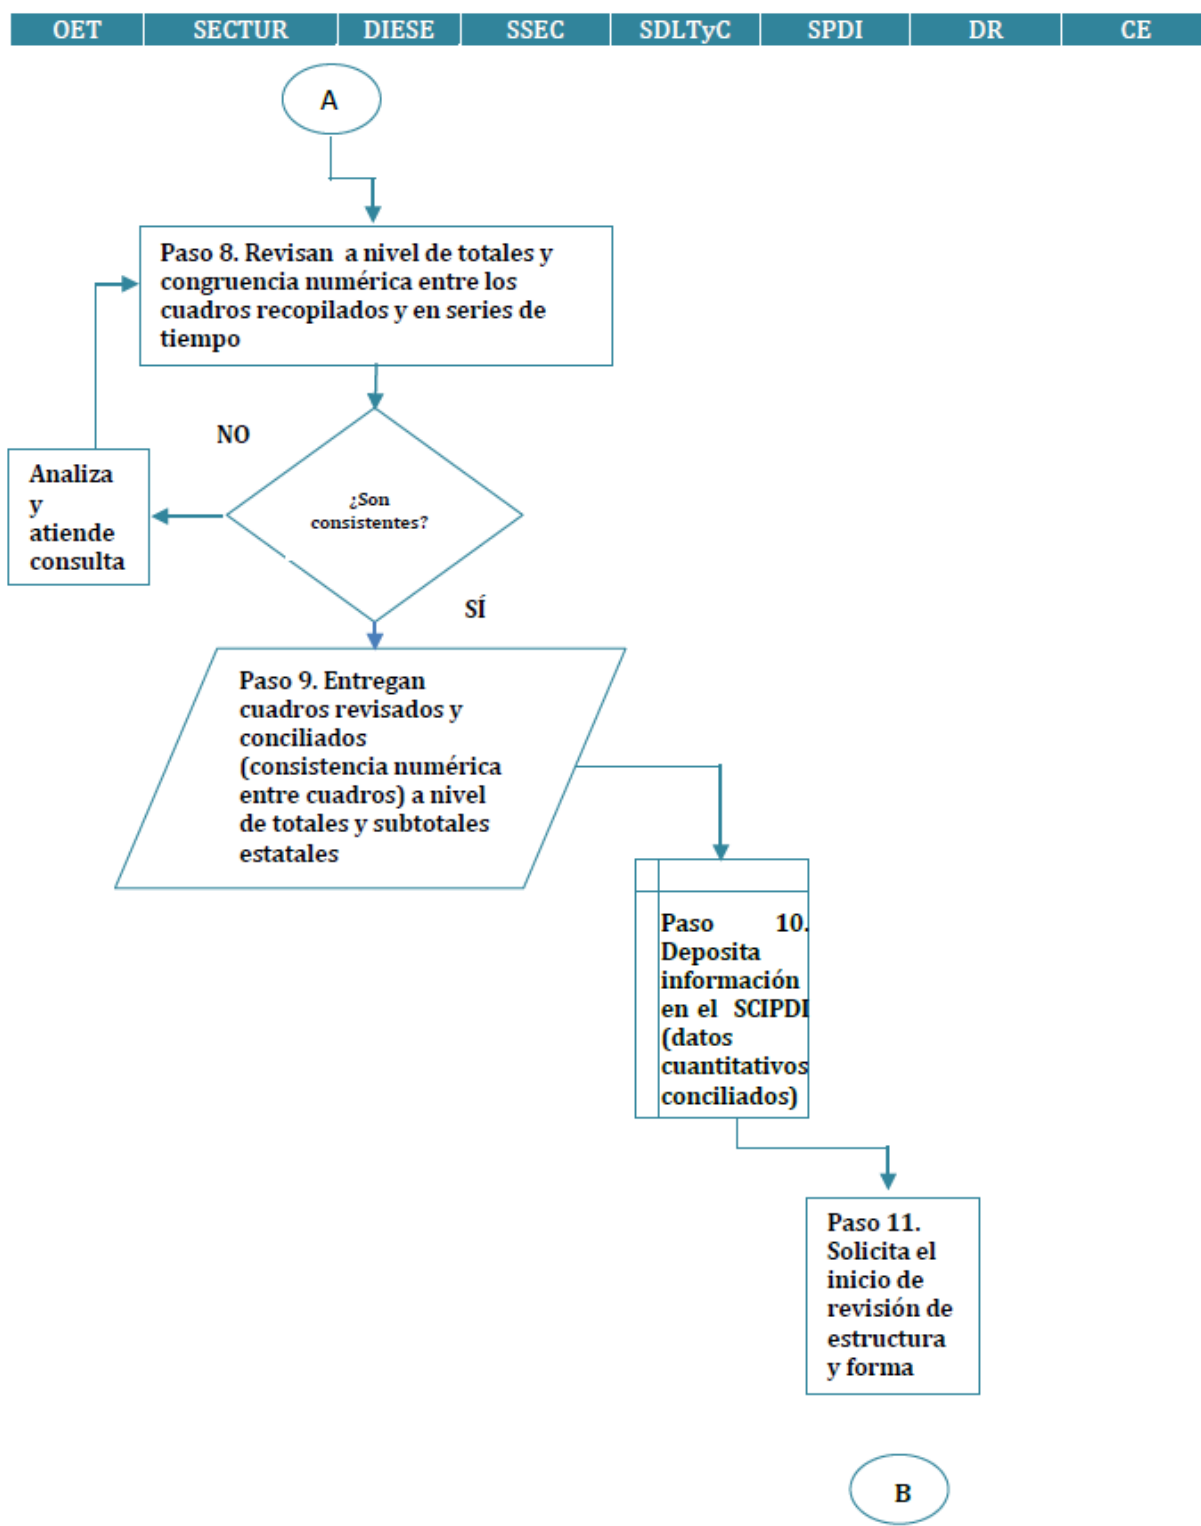 OET SECTUR DIESE SSEC SDLTyC SPDI DR CE
A
Paso 8. Revisan a nivel de totales y
congruencia numérica entre los
cuadros recopilados y en series de
tiempo
NO
Analiza
y
atiende
consulta
¿Son
consistentes?
SÍ
Paso 9. Entregan
cuadros revisados y
conciliados
(consistencia numérica
entre cuadros) a nivel
de totales y subtotales
estatales
Paso 10.
Deposita
información
en el SCIPDI
(datos
cuantitativos
conciliados)
Paso 11.
Solicita el
inicio de
revisión de
estructura
y forma
B